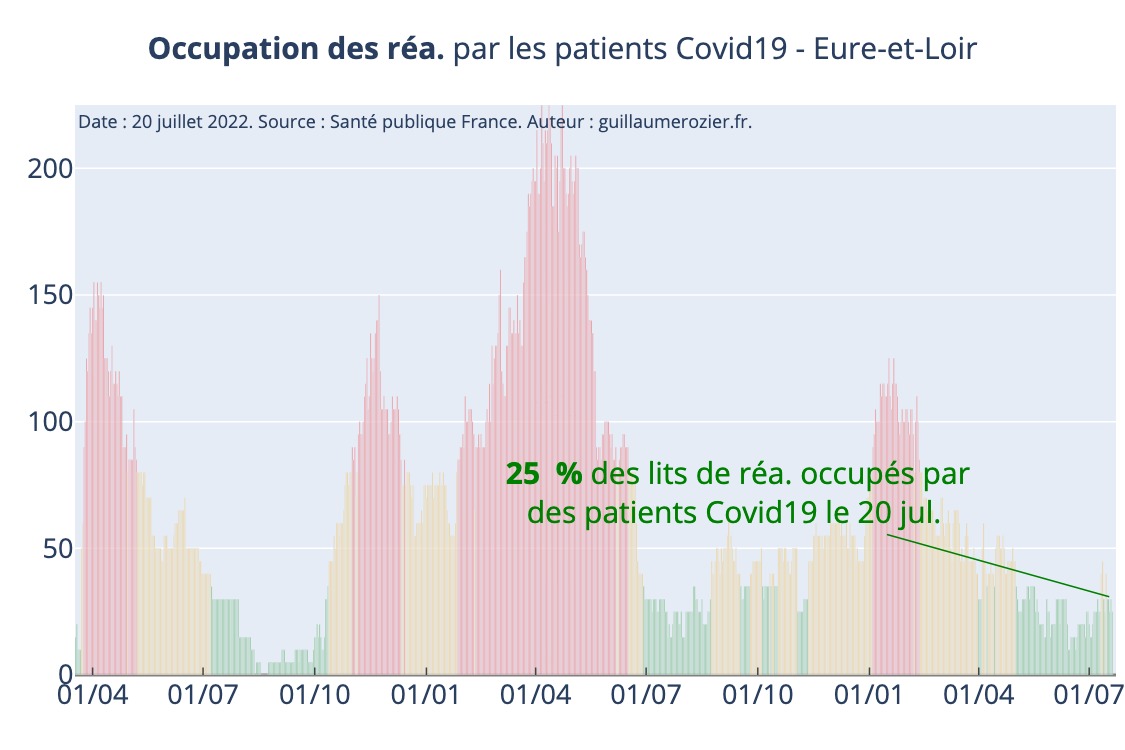 Occupation des réa. par les patients Covid19 - Eure-et-Loir
Date : 20 juillet 2022. Source : Santé publique France. Auteur : guillaumerozier.fr.
200
150
100
25 % des lits de réa. occupés par
des patients Covid19 le 20 jul.
50
0
01/04 01/07 01/10 01/01 01/04 01/07 01/10 01/01 01/04 01/07